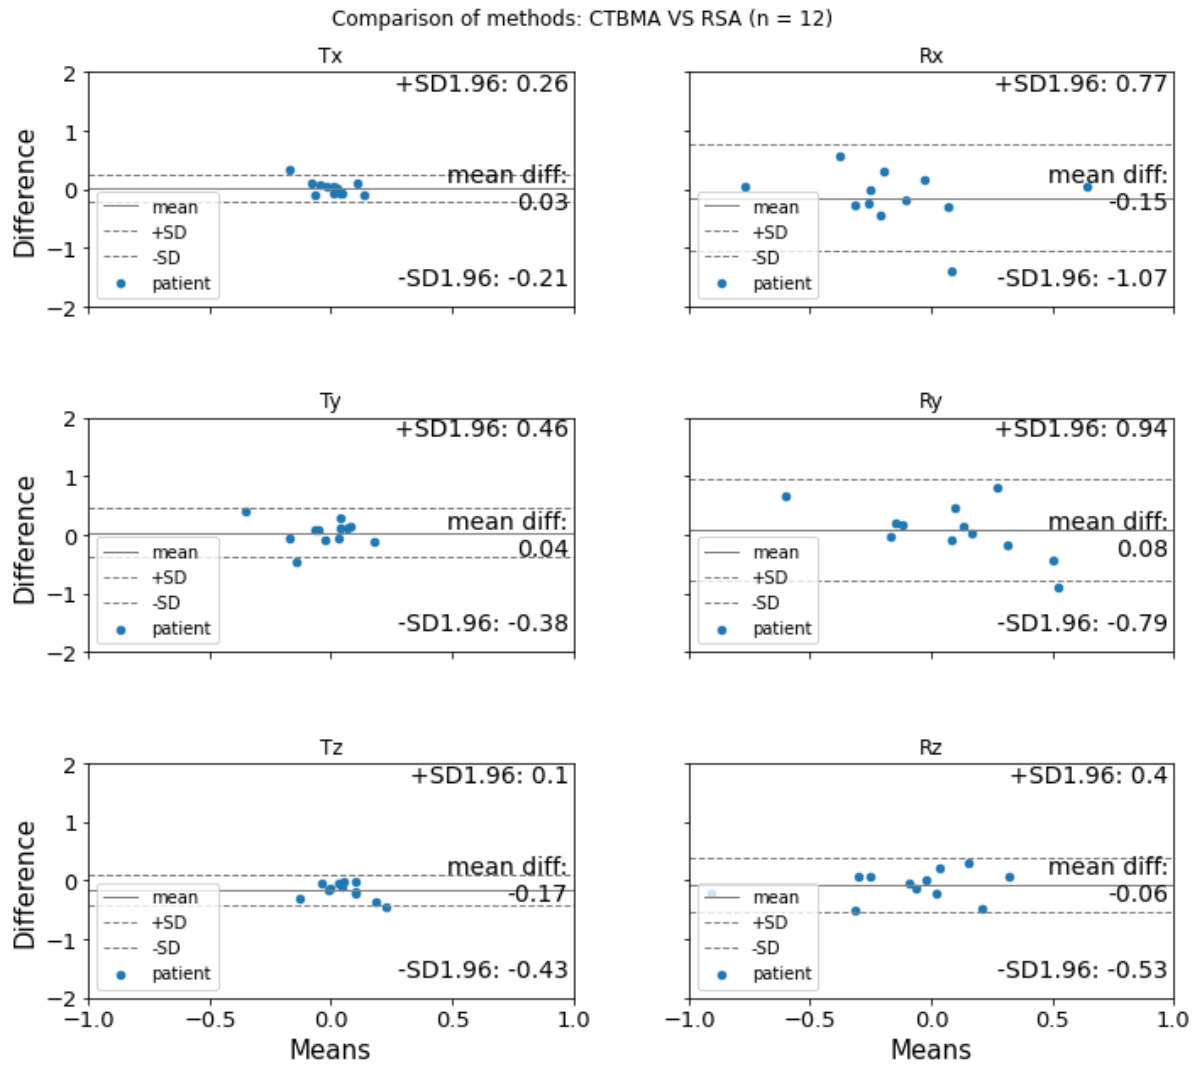 Comparison of methods: CTBMA VS RSA (n = 12)
Tx
Difference
2
1
0
−1
−2
+SD1.96: 0.26
mean diff:
0.03
-SD1.96: -0.21
mean
+SD
-SD
patient
Rx
+SD1.96: 0.77
mean diff:
-0.15
-SD1.96: -1.07
mean
+SD
-SD
patient
Ty
Difference
2
1
0
−1
−2
+SD1.96: 0.46
mean diff:
0.04
-SD1.96: -0.38
mean
+SD
-SD
patient
Ry
+SD1.96: 0.94
mean diff:
0.08
-SD1.96: -0.79
mean
+SD
-SD
patient
Tz
Difference
2
1
0
−1
−2
+SD1.96: 0.1
mean diff:
-0.17
-SD1.96: -0.43
mean
+SD
-SD
patient
−1.0 −0.5 0.0 0.5 1.0
Means
Rz
+SD1.96: 0.4
mean diff:
-0.06
-SD1.96: -0.53
mean
+SD
-SD
patient
−1.0 −0.5 0.0 0.5 1.0
Means